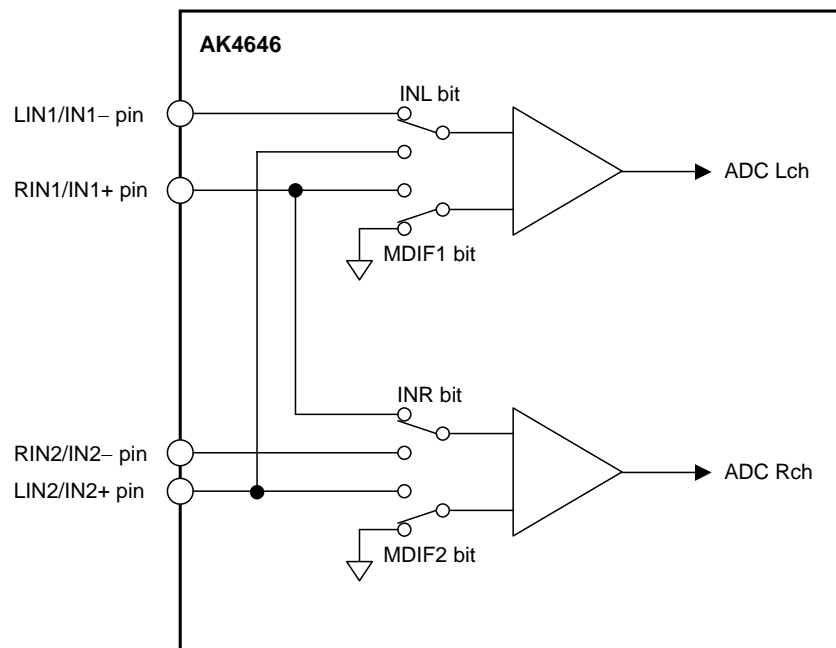 AK4646
INL bit
LIN1/IN1− pin
ADC Lch
RIN1/IN1+ pin
MDIF1 bit
INR bit
RIN2/IN2− pin
ADC Rch
LIN2/IN2+ pin
MDIF2 bit